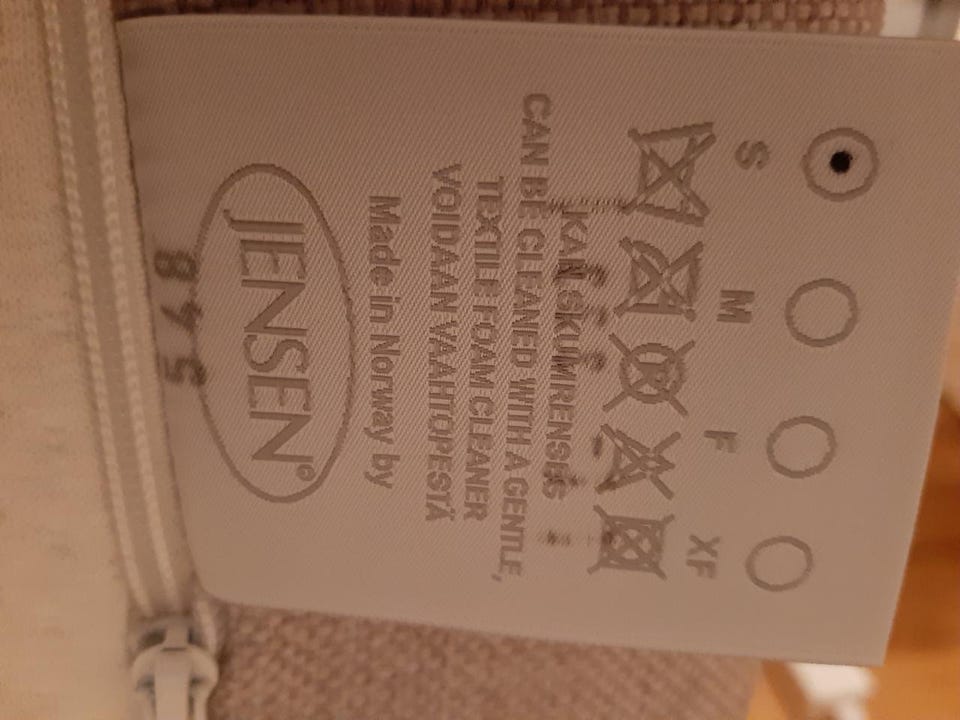 S M F XF
KAN SKUMRENSES
CAN BE CLEANED WITH A GENTLE,
TEXTILE FOAM CLEANER
VOIDAAN VAAHTOPESTÄ
Made in Norway by
JENSEN®
548